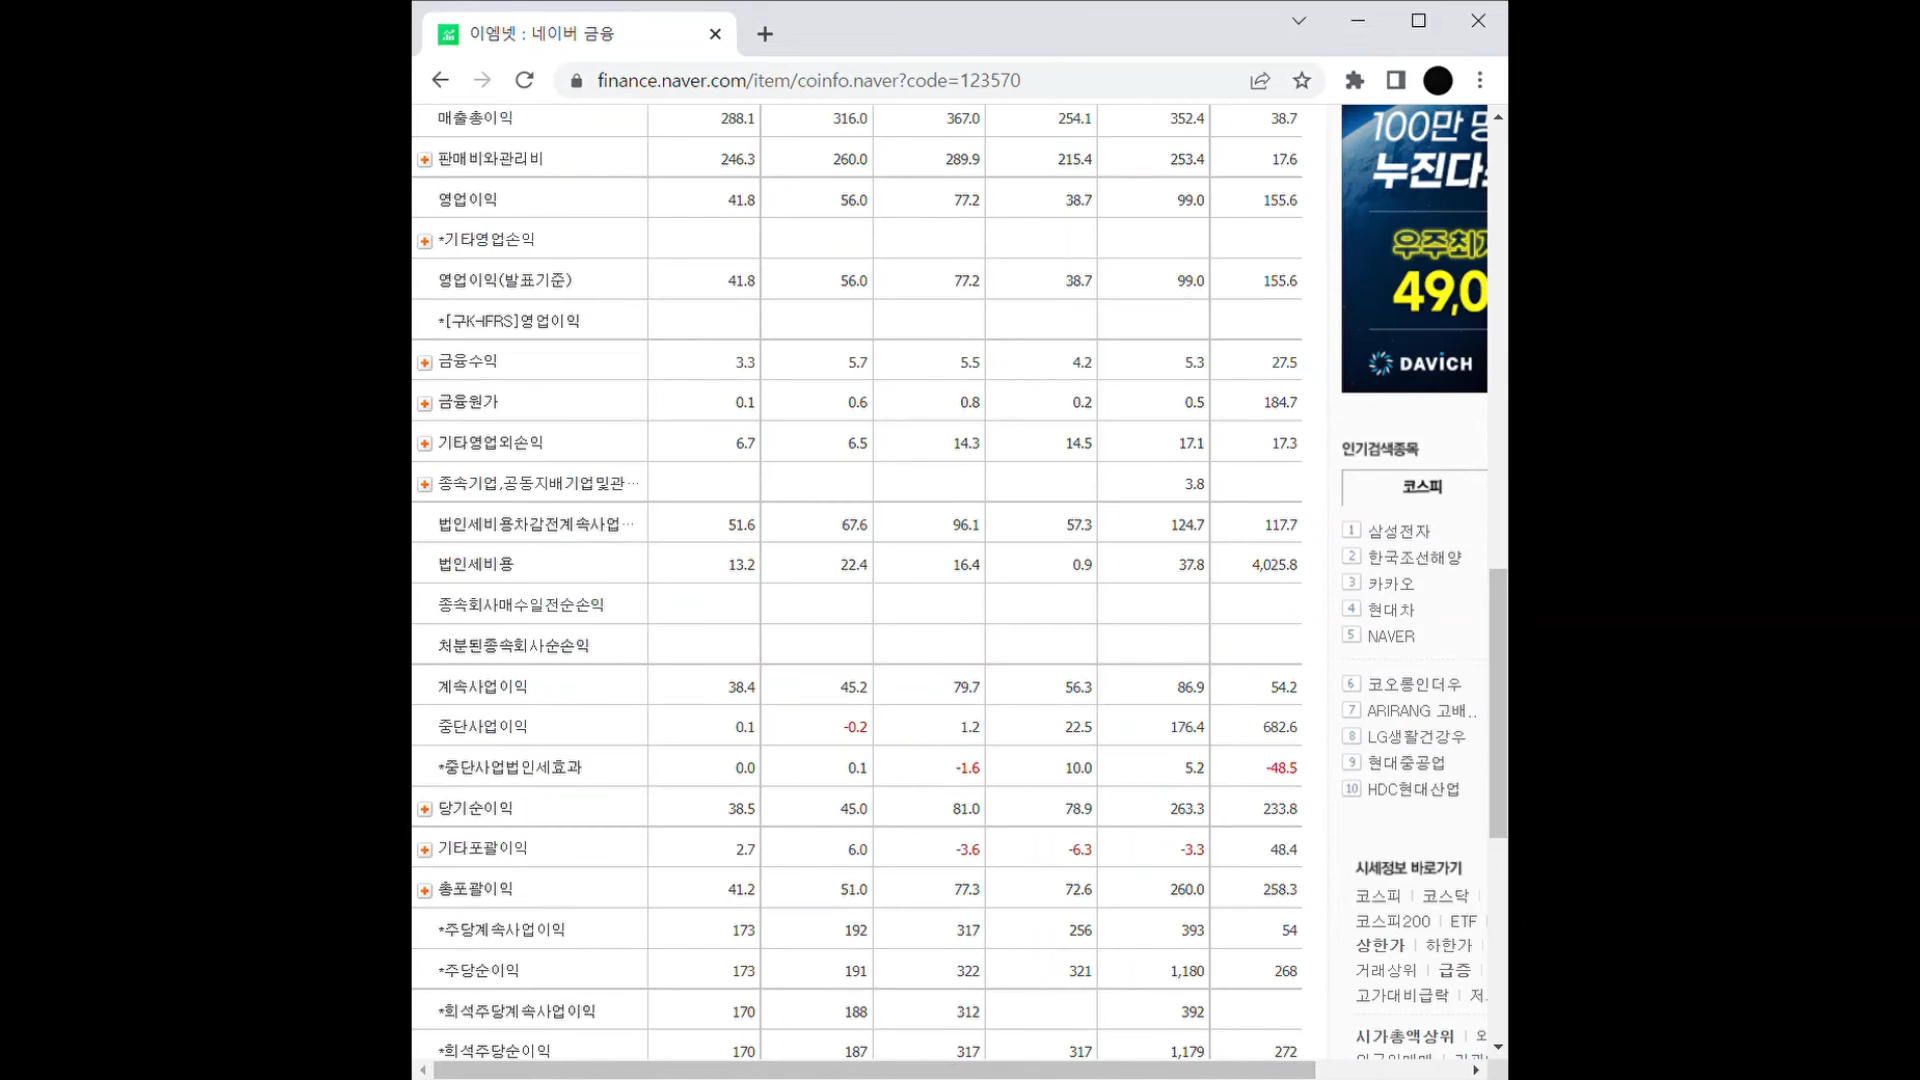 이엠넷 : 네이버 금융
finance.naver.com/item/coinfo.naver?code=123570
매출총이익 288.1 316.0 367.0 254.1 352.4 38.7
판매비와관리비 246.3 260.0 289.9 215.4 253.4 17.6
영업이익 41.8 56.0 77.2 38.7 99.0 155.6
*기타영업손익
영업이익(발표기준) 41.8 56.0 77.2 38.7 99.0 155.6
*[구K-IFRS]영업이익
금융수익 3.3 5.7 5.5 4.2 5.3 27.5
금융원가 0.1 0.6 0.8 0.2 0.5 184.7
기타영업외손익 6.7 6.5 14.3 14.5 17.1 17.3
종속기업,공동지배기업및관… 3.8
법인세비용차감전계속사업… 51.6 67.6 96.1 57.3 124.7 117.7
법인세비용 13.2 22.4 16.4 0.9 37.8 4,025.8
종속회사매수일전순손익
처분된종속회사순손익
계속사업이익 38.4 45.2 79.7 56.3 86.9 54.2
중단사업이익 0.1 -0.2 1.2 22.5 176.4 682.6
*중단사업법인세효과 0.0 0.1 -1.6 10.0 5.2 -48.5
당기순이익 38.5 45.0 81.0 78.9 263.3 233.8
기타포괄이익 2.7 6.0 -3.6 -6.3 -3.3 48.4
총포괄이익 41.2 51.0 77.3 72.6 260.0 258.3
*주당계속사업이익 173 192 317 256 393 54
*주당순이익 173 191 322 321 1,180 268
*희석주당계속사업이익 170 188 312 392
*희석주당순이익 170 187 317 317 1,179 272
100만
누진다
우주최
49,0
DAVICH
인기검색종목
코스피
1 삼성전자
2 한국조선해양
3 카카오
4 현대차
5 NAVER
6 코오롱인더우
7 ARIRANG 고배..
8 LG생활건강우
9 현대중공업
10 HDC현대산업
시세정보 바로가기
코스피 | 코스닥 |
코스피200 | ETF |
상한가 | 하한가 |
거래상위 | 급증 |
고가대비급락 | 저
시가총액상위 |